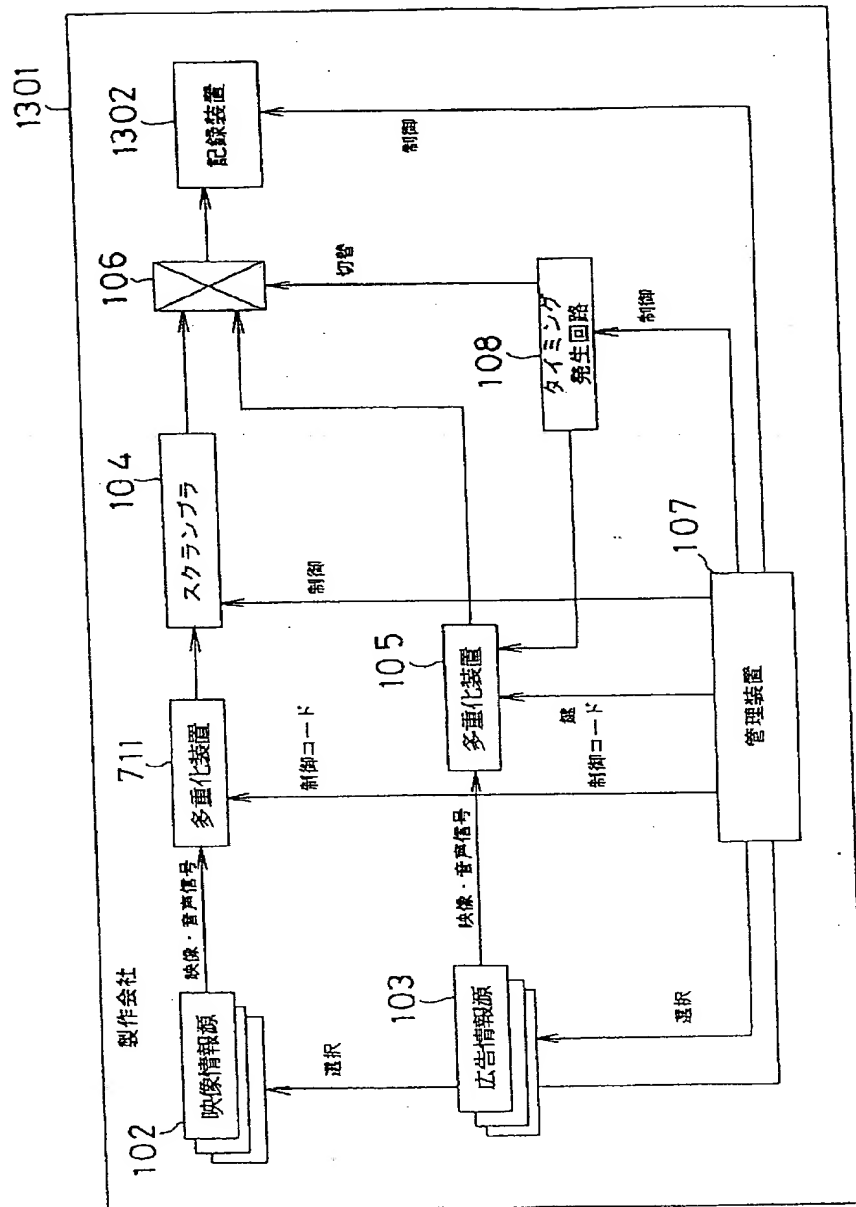 1301
製作会社
102
映像情報源
映像・音声信号
711
多重化装置
104
スクランブラ
106
1302
記録装置
選択
制御コード
制御
切替
制御
103
広告情報源
映像・音声信号
105
多重化装置
108
タイミング
発生回路
選択
制御コード
鍵
制御
107
管理装置